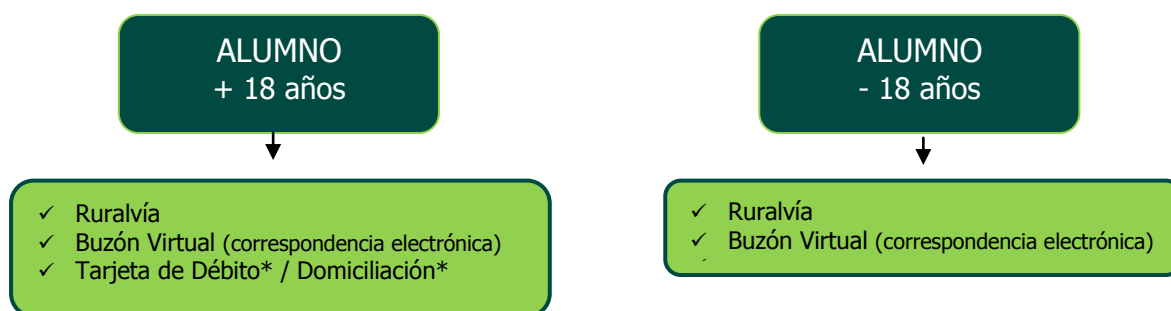 ALUMNO
+ 18 años
✓ Ruralvía
✓ Buzón Virtual (correspondencia electrónica)
✓ Tarjeta de Débito* / Domiciliación*
ALUMNO
- 18 años
✓ Ruralvía
✓ Buzón Virtual (correspondencia electrónica)